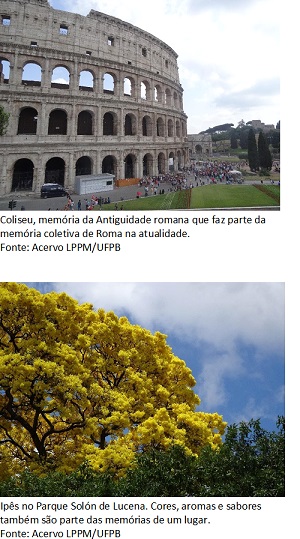 Coliseu, memória da Antiguidade romana que faz parte da
memória coletiva de Roma na atualidade.
Fonte: Acervo LPPM/UFPB
Ipês no Parque Solón de Lucena. Cores, aromas e sabores
também são parte das memórias de um lugar.
Fonte: Acervo LPPM/UFPB